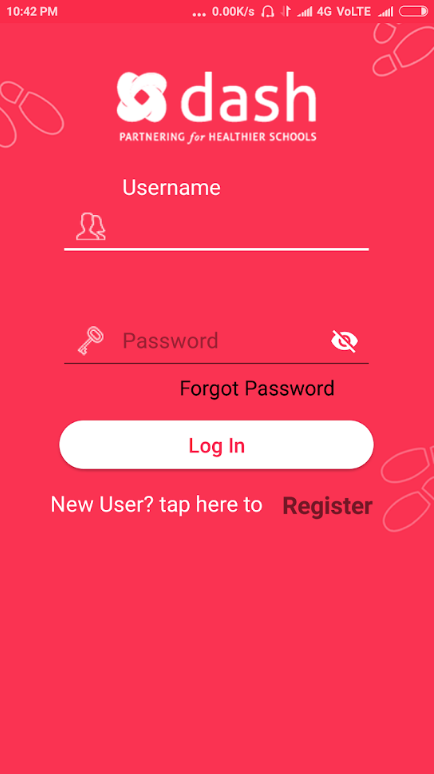 10:42 PM ... 0.00K/s 4G VoLTE
dash
PARTNERING for HEALTHIER SCHOOLS
Username
Password
Forgot Password
Log In
New User? tap here to Register